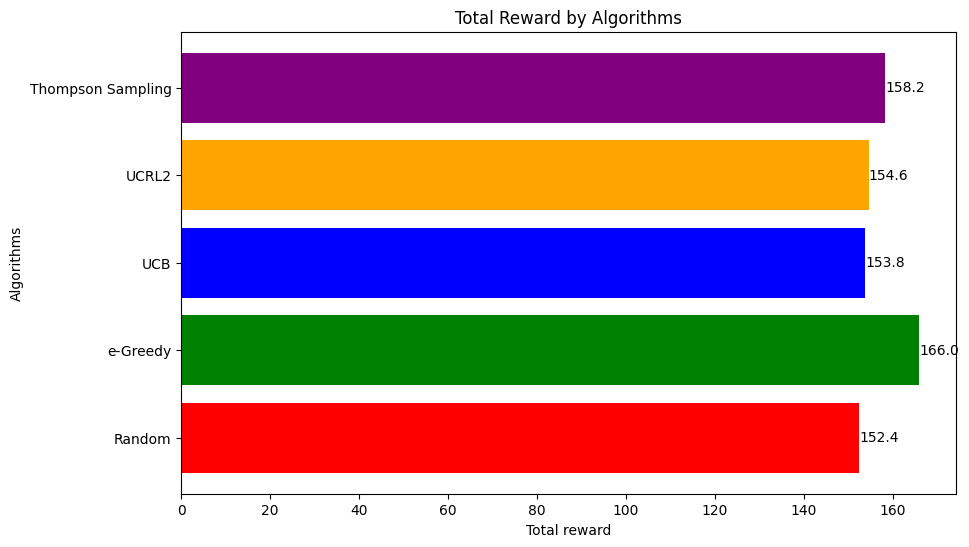 Total Reward by Algorithms
Thompson Sampling
158.2
UCRL2
154.6
UCB
153.8
e-Greedy
166.0
Random
152.4
Algorithms
0 20 40 60 80 100 120 140 160
Total reward